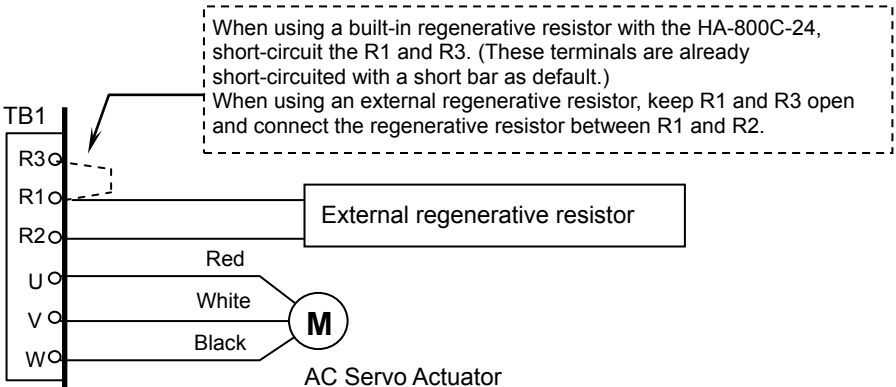 When using a built-in regenerative resistor with the HA-800C-24,
short-circuit the R1 and R3. (These terminals are already
short-circuited with a short bar as default.)
When using an external regenerative resistor, keep R1 and R3 open
and connect the regenerative resistor between R1 and R2.
TB1
R3
R1
External regenerative resistor
R2
Red
U
White
V
M
Black
W
AC Servo Actuator